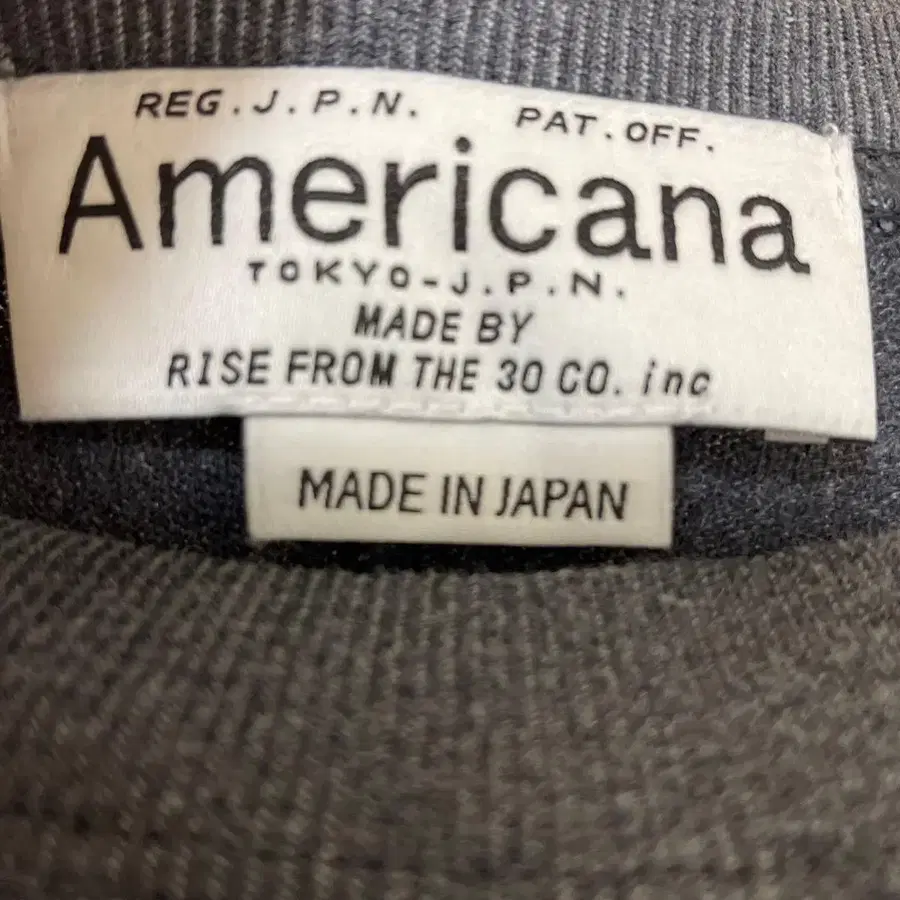 REG.J.P.N. PAT.OFF.
Americana
TOKYO-J.P.N.
MADE BY
RISE FROM THE 30 CO. inc
MADE IN JAPAN